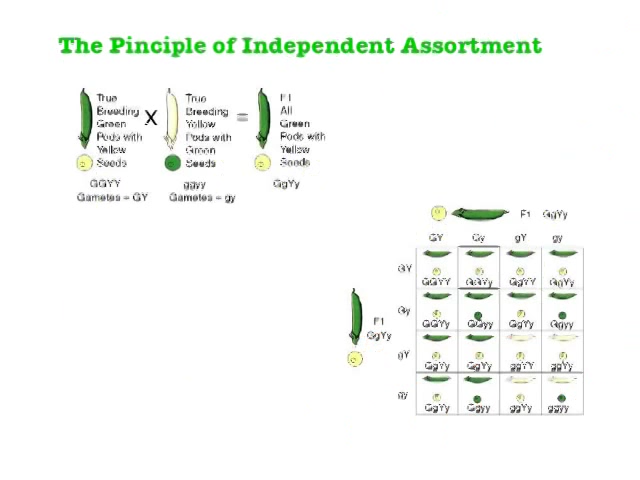 The Pinciple of Independent Assortment
True Breeding Green Pods with Yellow Seeds
X
True Breeding Yellow Pods with Green Seeds
=
F1 All Green Pods with Yellow Seeds
GGYY
Gametes = GY
ggyy
Gametes = gy
GgYy
F1 GgYy
GY Gy gY gy
GY GGYY GGYy GgYY GgYy
Gy GGYy GGyy GgYy Ggyy
F1
GgYy
gY GgYy GgYy ggYY ggYy
gy GgYy Ggyy ggYy ggyy